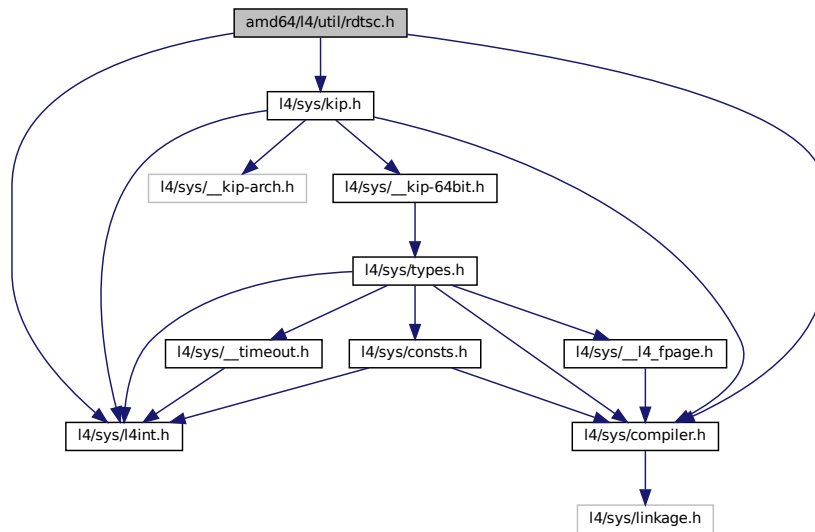 amd64/l4/util/rdtsc.h
l4/sys/kip.h
l4/sys/__kip-arch.h
l4/sys/__kip-64bit.h
l4/sys/types.h
l4/sys/__timeout.h
l4/sys/consts.h
l4/sys/__l4_fpage.h
l4/sys/l4int.h
l4/sys/compiler.h
l4/sys/linkage.h